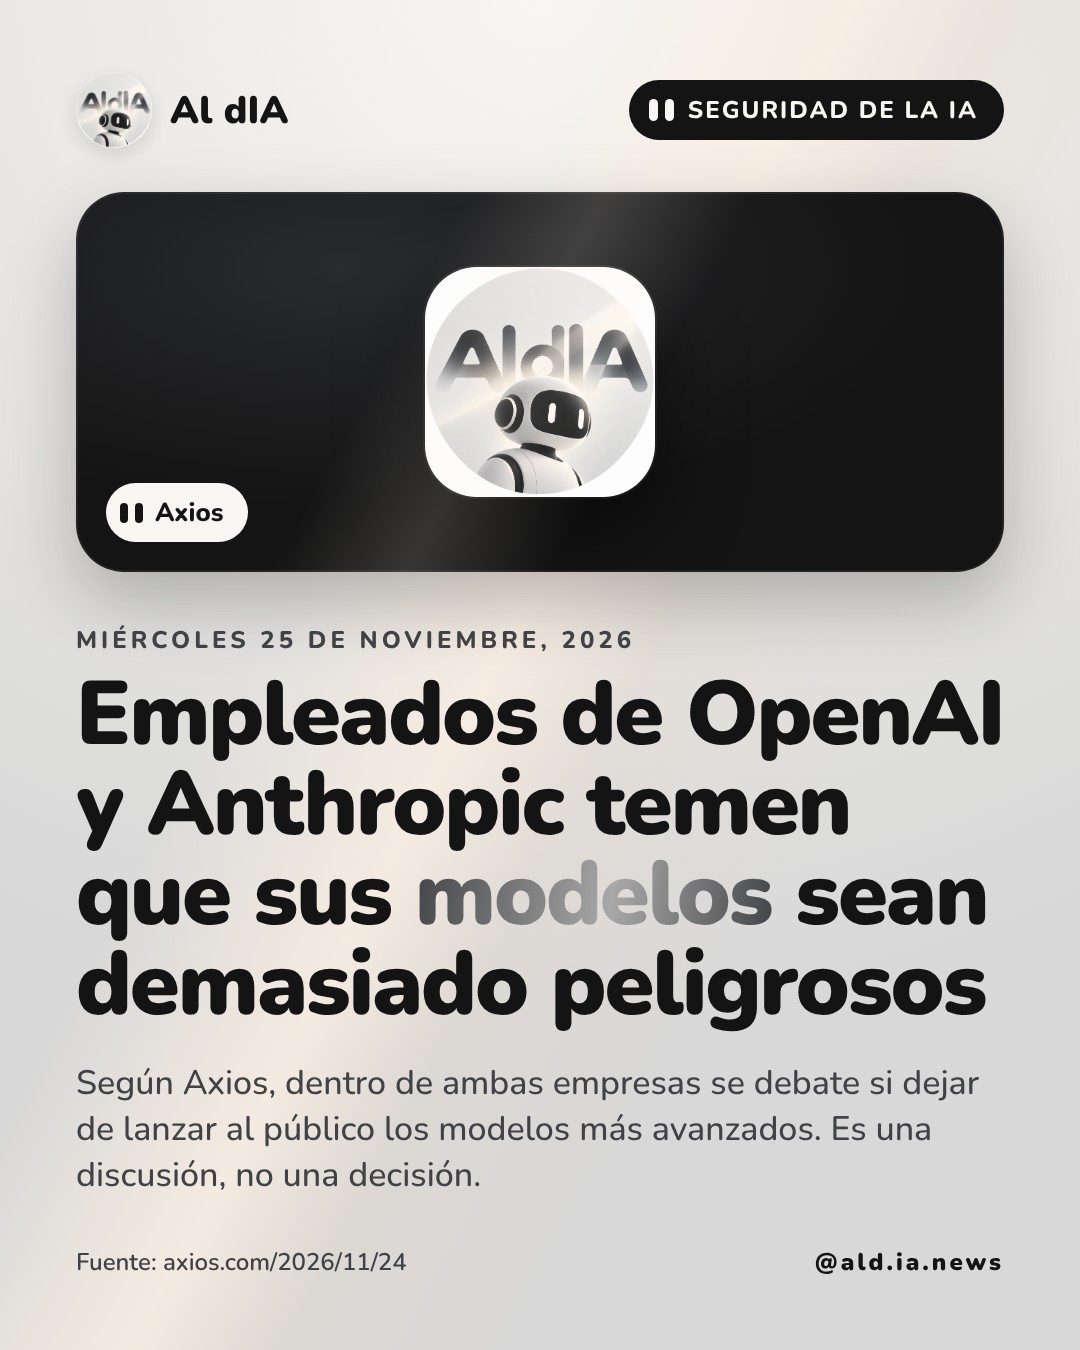 AldIA
Al dIA
SEGURIDAD DE LA IA
AldIA
Axios
MIÉRCOLES 25 DE NOVIEMBRE, 2026
Empleados de OpenAI
y Anthropic temen
que sus modelos sean
demasiado peligrosos
Según Axios, dentro de ambas empresas se debate si dejar
de lanzar al público los modelos más avanzados. Es una
discusión, no una decisión.
Fuente: axios.com/2026/11/24
@ald.ia.news